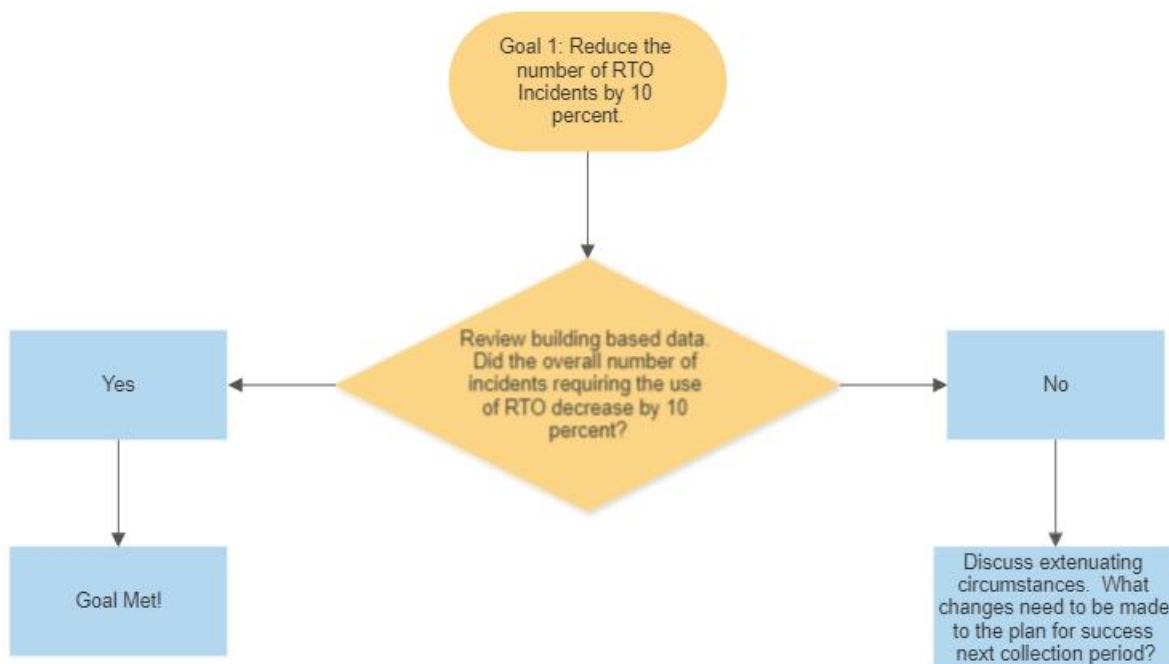 Goal 1: Reduce the
number of RTO
Incidents by 10
percent.
Review building based data.
Did the overall number of
incidents requiring the use
of RTO decrease by 10
percent?
Yes
No
Goal Met!
Discuss extenuating
circumstances.  What
changes need to be made
to the plan for success
next collection period?